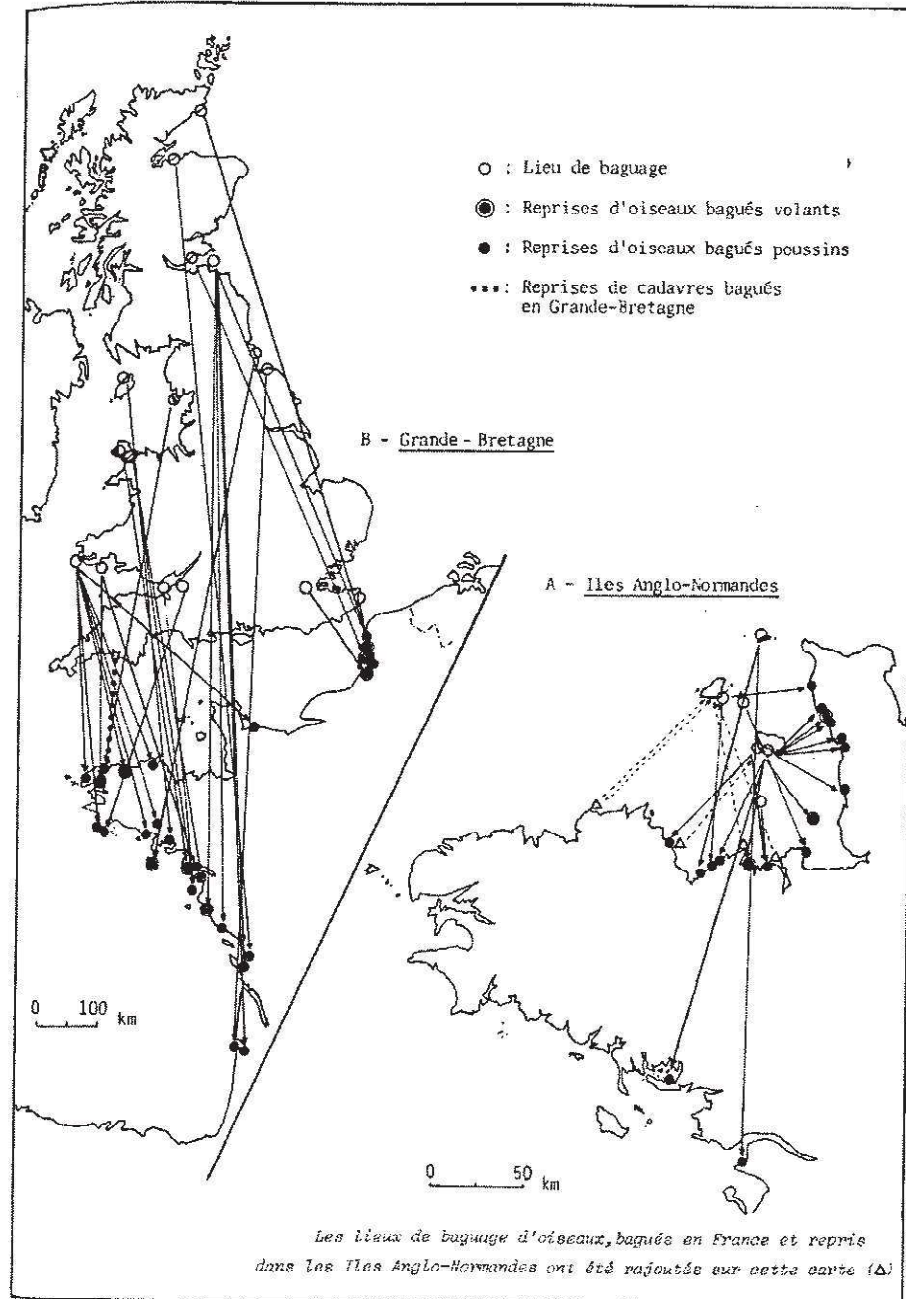 ○ : Lieu de baguage
◉ : Reprises d'oiseaux bagués volants
● : Reprises d'oiseaux bagués poussins
••• : Reprises de cadavres bagués
en Grande-Bretagne
B - Grande-Bretagne
A - Iles Anglo-Normandes
0 100 km
0 50 km
Les lieux de baguage d'oiseaux, bagués en France et repris
dans les Iles Anglo-Normandes ont été rajoutés sur cette carte (△)